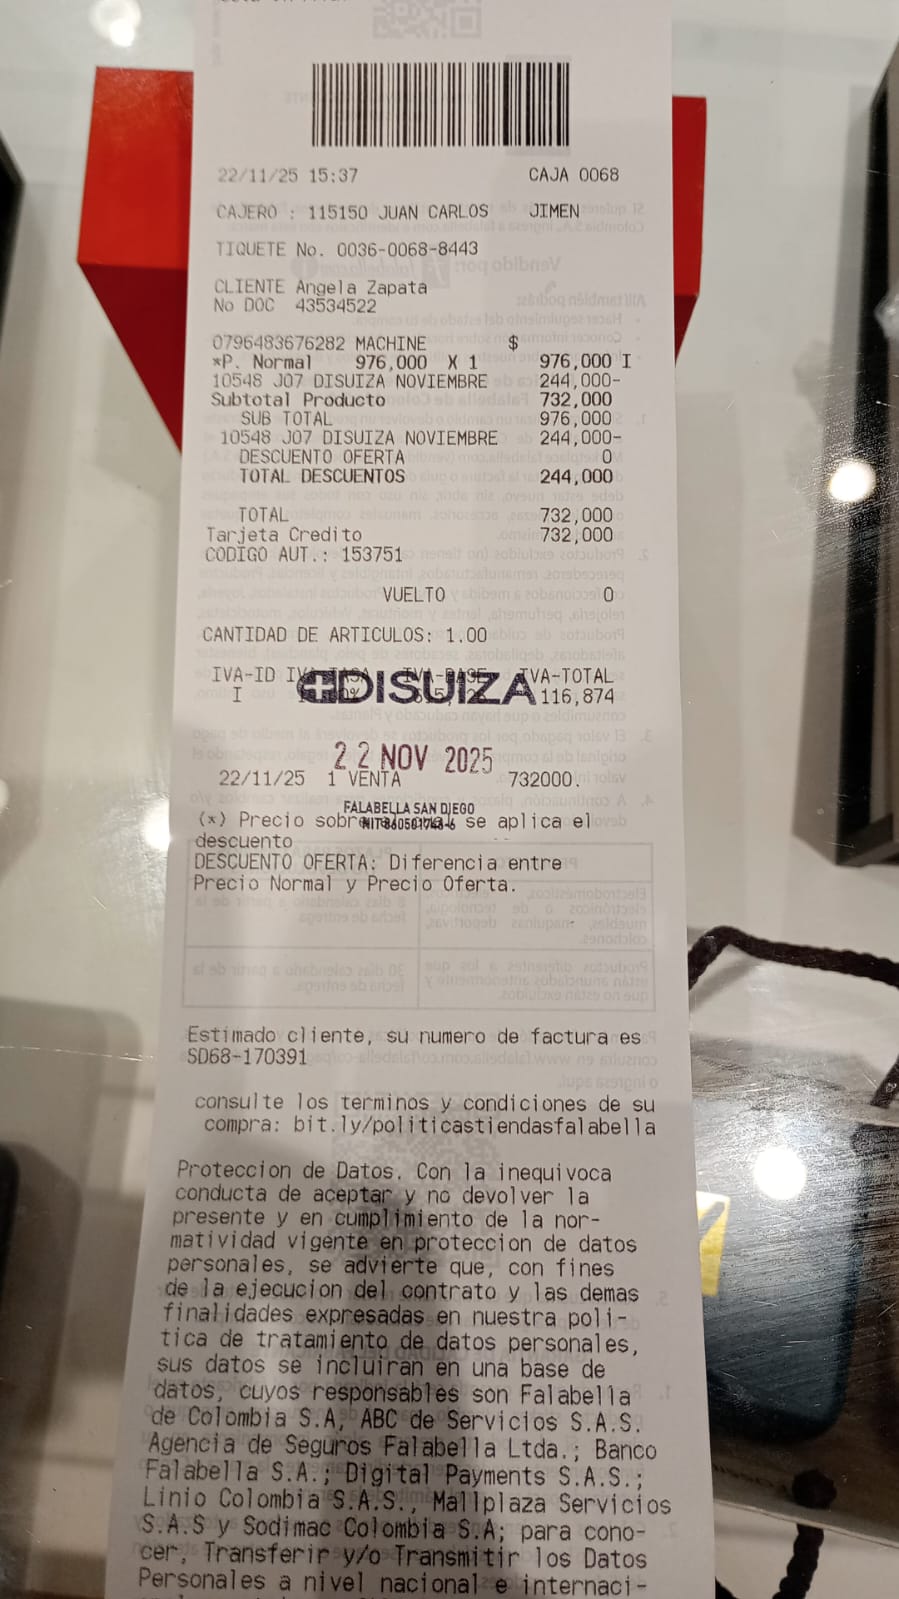 22/11/25 15:37 CAJA 0068
CAJERO : 115150 JUAN CARLOS JIMEN
TIQUETE No. 0036-0068-8443
CLIENTE Angela Zapata
No DOC 43534522
0796483676282 MACHINE $
*P. Normal 976,000 X 1 976,000 I
10548 J07 DISUIZA NOVIEMBRE 244,000-
Subtotal Producto 732,000
SUB TOTAL 976,000
10548 J07 DISUIZA NOVIEMBRE 244,000-
DESCUENTO OFERTA 0
TOTAL DESCUENTOS 244,000
TOTAL 732,000
Tarjeta Credito 732,000
CODIGO AUT.: 153751
VUELTO 0
CANTIDAD DE ARTICULOS: 1.00
IVA-ID IVA-TOTAL
DISUIZA
I 116,874
22 NOV 2025
22/11/25 1 VENTA 732000.
FALABELLA SAN DIEGO
(*) Precio sobre se aplica el
descuento
DESCUENTO OFERTA: Diferencia entre
Precio Normal y Precio Oferta.
Estimado cliente, su numero de factura es
SD68-170391
consulte los terminos y condiciones de su
compra: bit.ly/politicastiendasfalabella
Proteccion de Datos. Con la inequivoca
conducta de aceptar y no devolver la
presente y en cumplimiento de la nor-
matividad vigente en proteccion de datos
personales, se advierte que, con fines
de la ejecucion del contrato y las demas
finalidades expresadas en nuestra poli-
tica de tratamiento de datos personales,
sus datos se incluiran en una base de
datos, cuyos responsables son Falabella
de Colombia S.A, ABC de Servicios S.A.S.
Agencia de Seguros Falabella Ltda.; Banco
Falabella S.A.; Digital Payments S.A.S.;
Linio Colombia S.A.S., Mallplaza Servicios
S.A.S y Sodimac Colombia S.A; para cono-
cer, Transferir y/o Transmitir los Datos
Personales a nivel nacional e internaci-